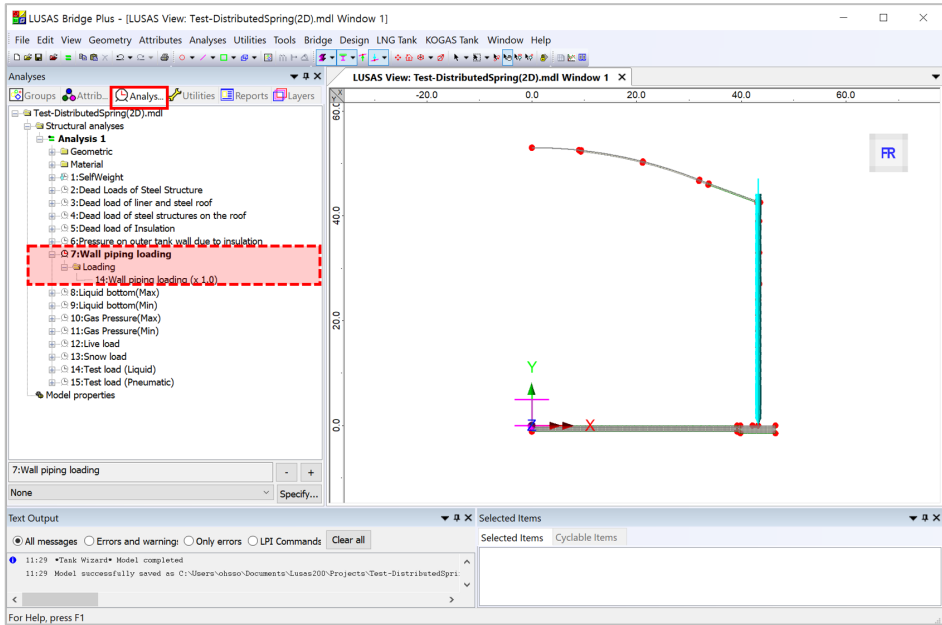 LUSAS Bridge Plus - [LUSAS View: Test-DistributedSpring(2D).mdl Window 1]
File Edit View Geometry Attributes Analyses Utilities Tools Bridge Design LNG Tank KOGAS Tank Window Help
Analyses
LUSAS View: Test-DistributedSpring(2D).mdl Window 1
Groups Attrib... Analys... Utilities Reports Layers
Test-DistributedSpring(2D).mdl
Structural analyses
Analysis 1
Geometric
Material
1:SelfWeight
2:Dead Loads of Steel Structure
3:Dead load of liner and steel roof
4:Dead load of steel structures on the roof
5:Dead load of Insulation
6:Pressure on outer tank wall due to insulation
7:Wall piping loading
Loading
14:Wall piping loading (x 1.0)
8:Liquid bottom(Max)
9:Liquid bottom(Min)
10:Gas Pressure(Max)
11:Gas Pressure(Min)
12:Live load
13:Snow load
14:Test load (Liquid)
15:Test load (Pneumatic)
Model properties
7:Wall piping loading
- +
None
Specify...
X
Y
-20.0 0.0 20.0 40.0 60.0
60.0
40.0
20.0
0.0
FR
Y
Z
X
Text Output
All messages Errors and warning: Only errors LPI Commands Clear all
11:29 *Tank Wizard* Model completed
11:29 Model successfully saved as C:\Users\ohsso\Documents\Lusas200\Projects\Test-DistributedSpri
Selected Items
Selected Items Cyclable Items
For Help, press F1